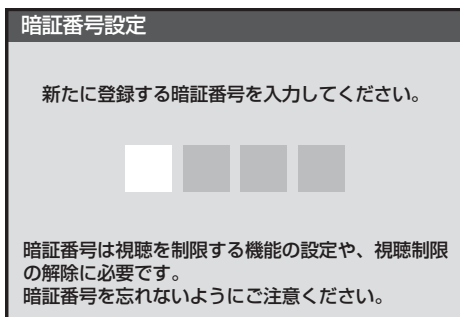 暗証番号設定
新たに登録する暗証番号を入力してください。
暗証番号は視聴を制限する機能の設定や、視聴制限
の解除に必要です。
暗証番号を忘れないようにご注意ください。